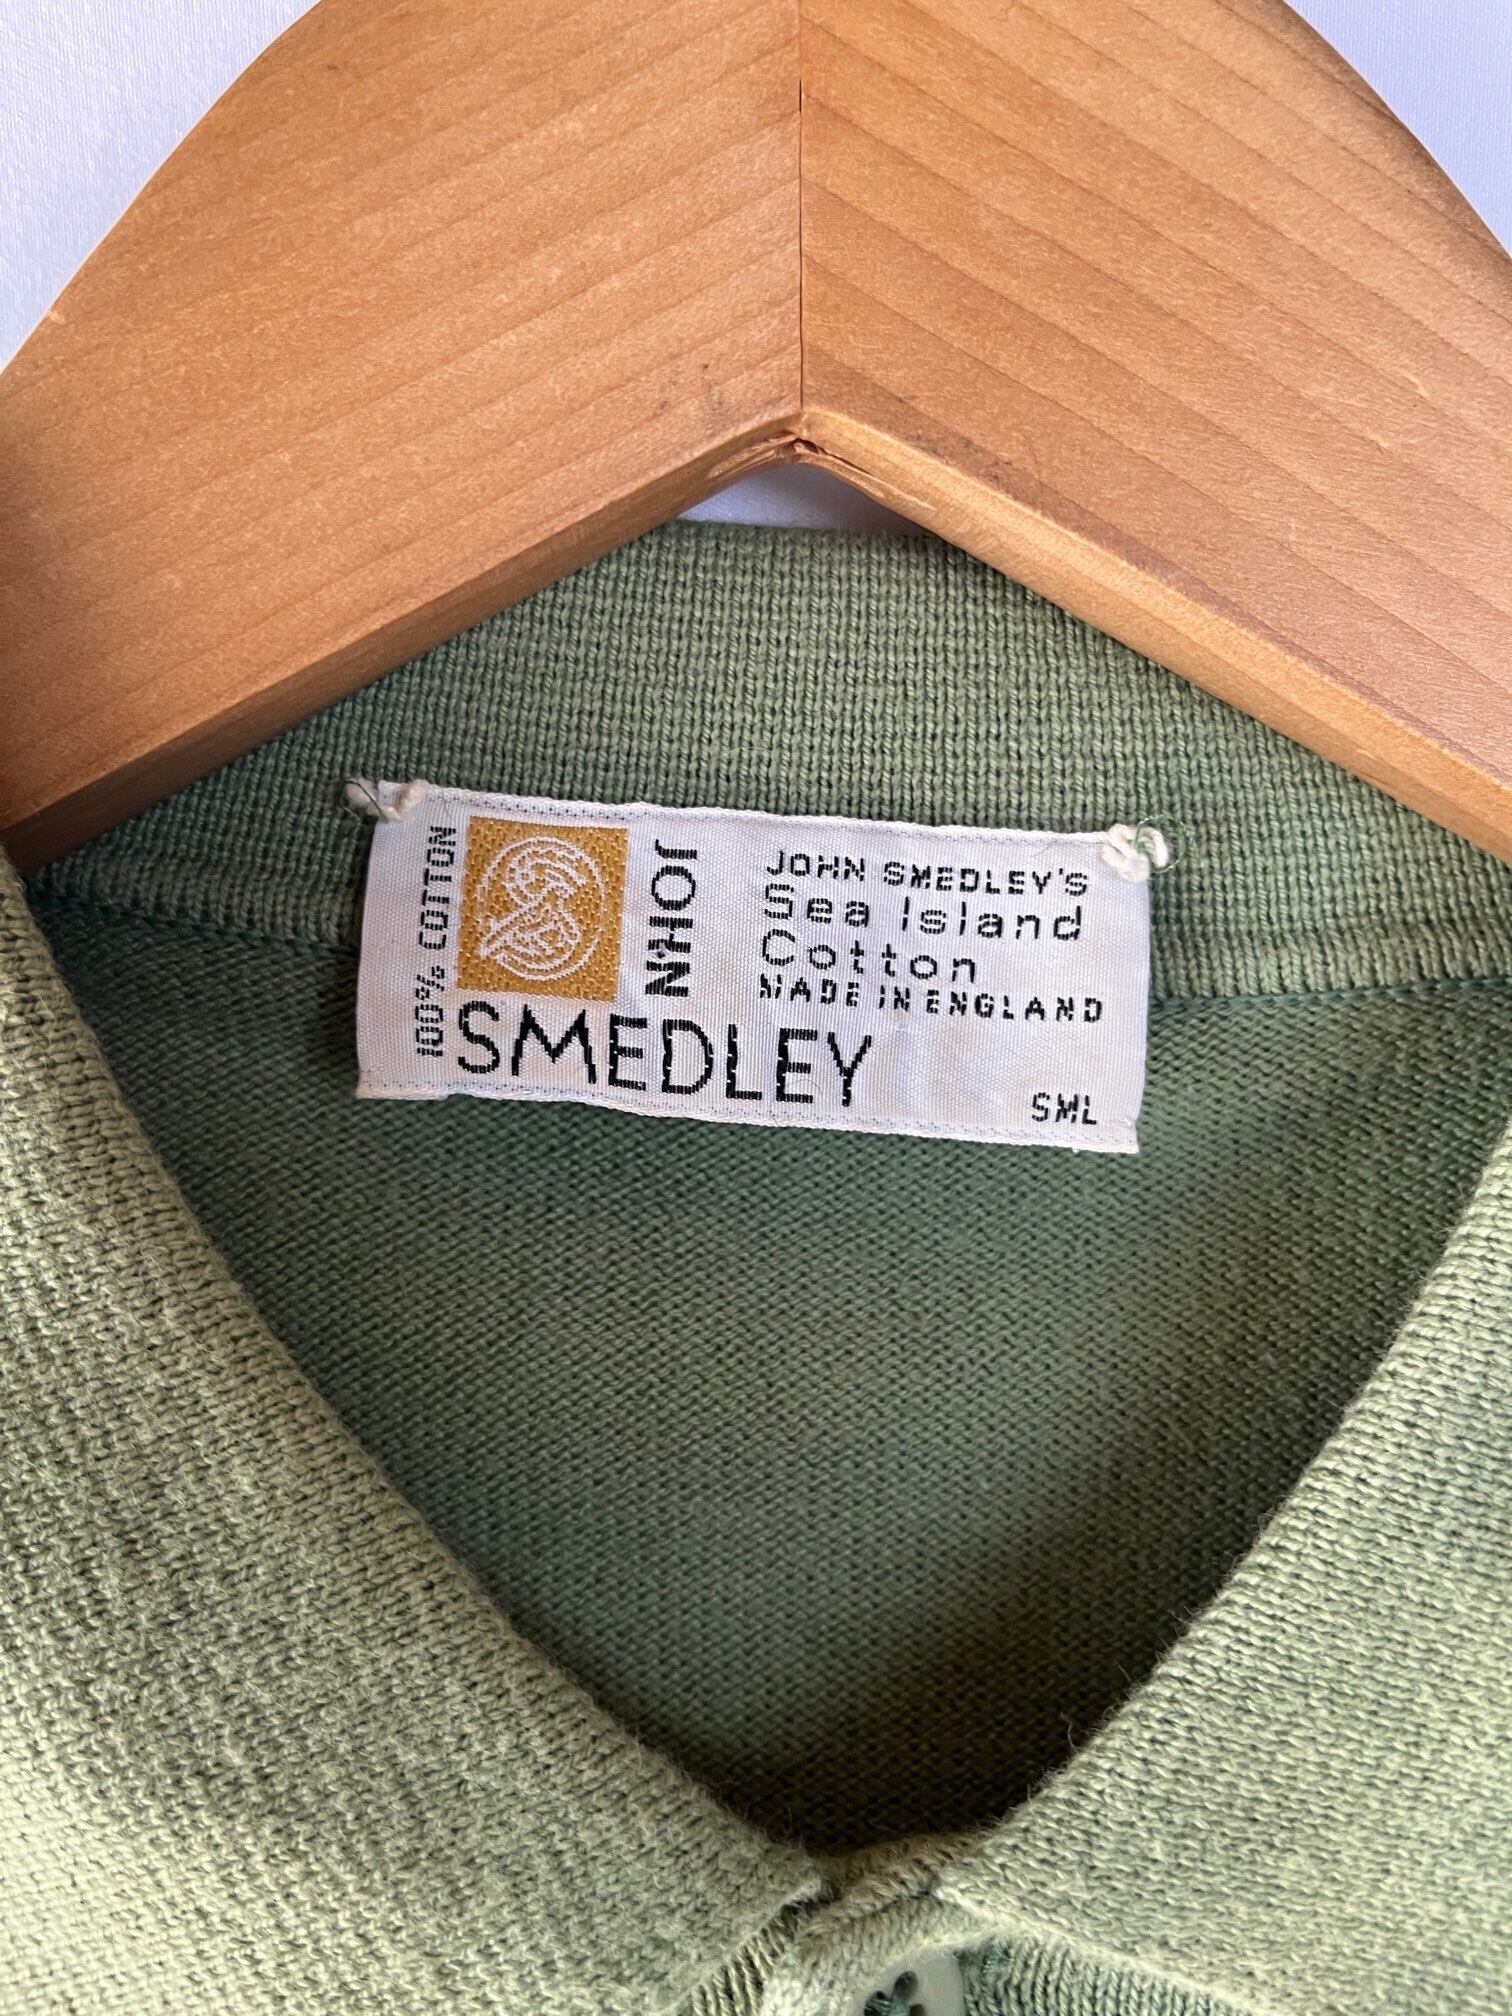 100% COTTON
JOHN
SMEDLEY
JOHN SMEDLEY'S
Sea Island
Cotton
MADE IN ENGLAND
SML